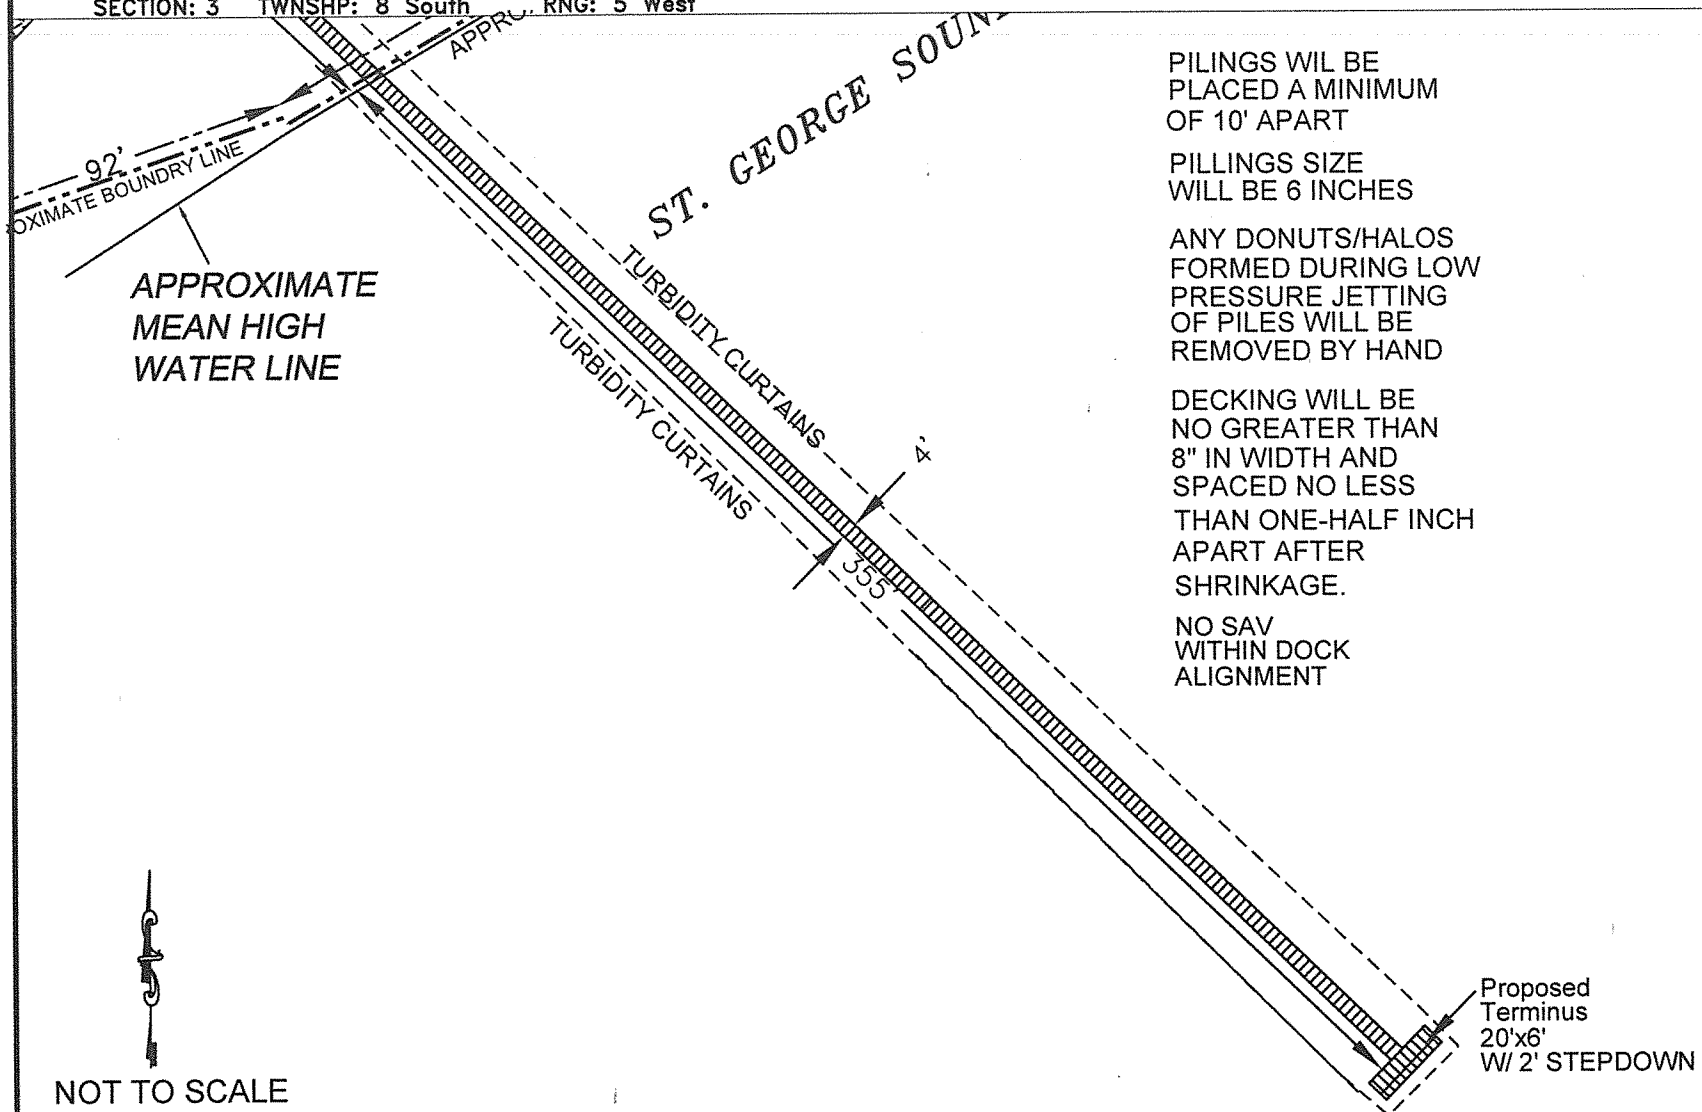 SECTION: 3 TWNSHP: 8 South RNG: 5 West
APPRO
ST. GEORGE SOUN
92'
OXIMATE BOUNDRY LINE
APPROXIMATE
MEAN HIGH
WATER LINE
TURBIDITY CURTAINS
TURBIDITY CURTAINS
4'
355'
PILINGS WIL BE
PLACED A MINIMUM
OF 10' APART
PILLINGS SIZE
WILL BE 6 INCHES
ANY DONUTS/HALOS
FORMED DURING LOW
PRESSURE JETTING
OF PILES WILL BE
REMOVED BY HAND
DECKING WILL BE
NO GREATER THAN
8" IN WIDTH AND
SPACED NO LESS
THAN ONE-HALF INCH
APART AFTER
SHRINKAGE.
NO SAV
WITHIN DOCK
ALIGNMENT
Proposed
Terminus
20'x6'
W/ 2' STEPDOWN
NOT TO SCALE